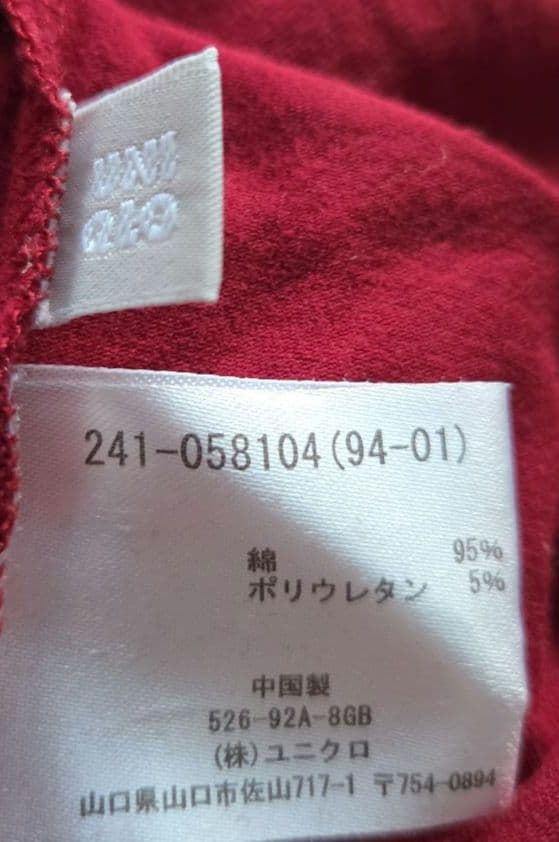 241-058104(94-01)
綿 95%
ポリウレタン 5%
中国製
526-92A-8GB
(株)ユニクロ
山口県山口市佐山717-1 〒754-0894